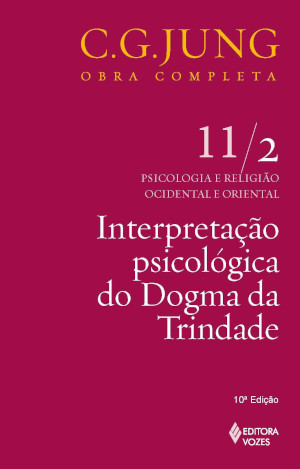 C.G.JUNG
OBRA COMPLETA
11/2
PSICOLOGIA E RELIGIÃO
OCIDENTAL E ORIENTAL
Interpretação
psicológica
do Dogma da
Trindade
10ª Edição
EDITORA
VOZES